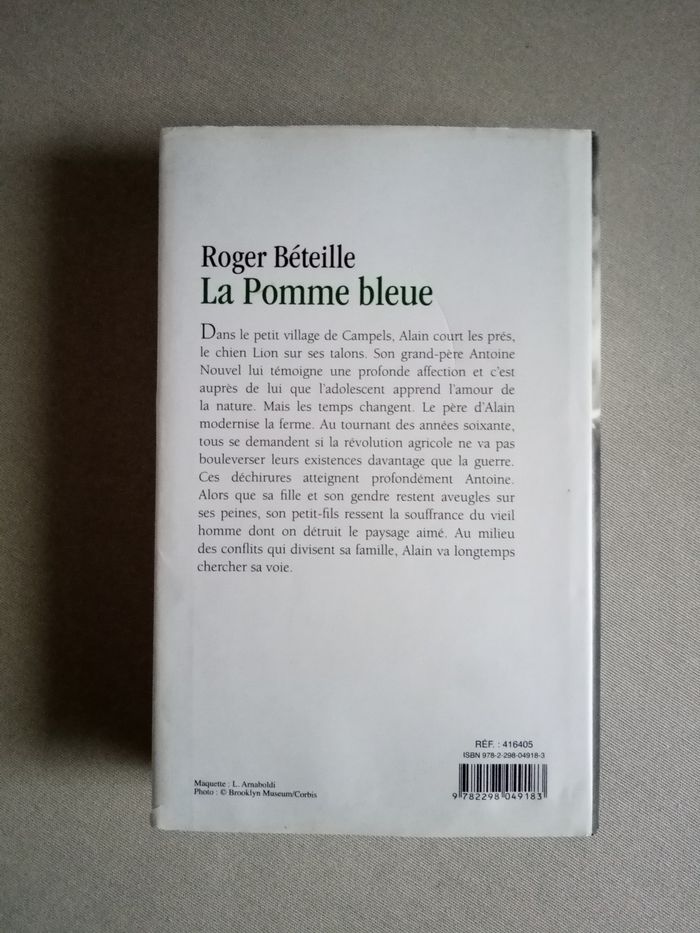 Roger Béteille
La Pomme bleue
Dans le petit village de Campels, Alain court les prés,
le chien Lion sur ses talons. Son grand-père Antoine
Nouvel lui témoigne une profonde affection et c'est
auprès de lui que l'adolescent apprend l'amour de
la nature. Mais les temps changent. Le père d'Alain
modernise la ferme. Au tournant des années soixante,
tous se demandent si la révolution agricole ne va pas
bouleverser leurs existences davantage que la guerre.
Ces déchirures atteignent profondément Antoine.
Alors que sa fille et son gendre restent aveugles sur
ses peines, son petit-fils ressent la souffrance du vieil
homme dont on détruit le paysage aimé. Au milieu
des conflits qui divisent sa famille, Alain va longtemps
chercher sa voie.
RÉF. : 416405
ISBN 978-2-298-04918-3
9 782298 049183
Maquette : L. Arnaboldi
Photo : © Brooklyn Museum/Corbis